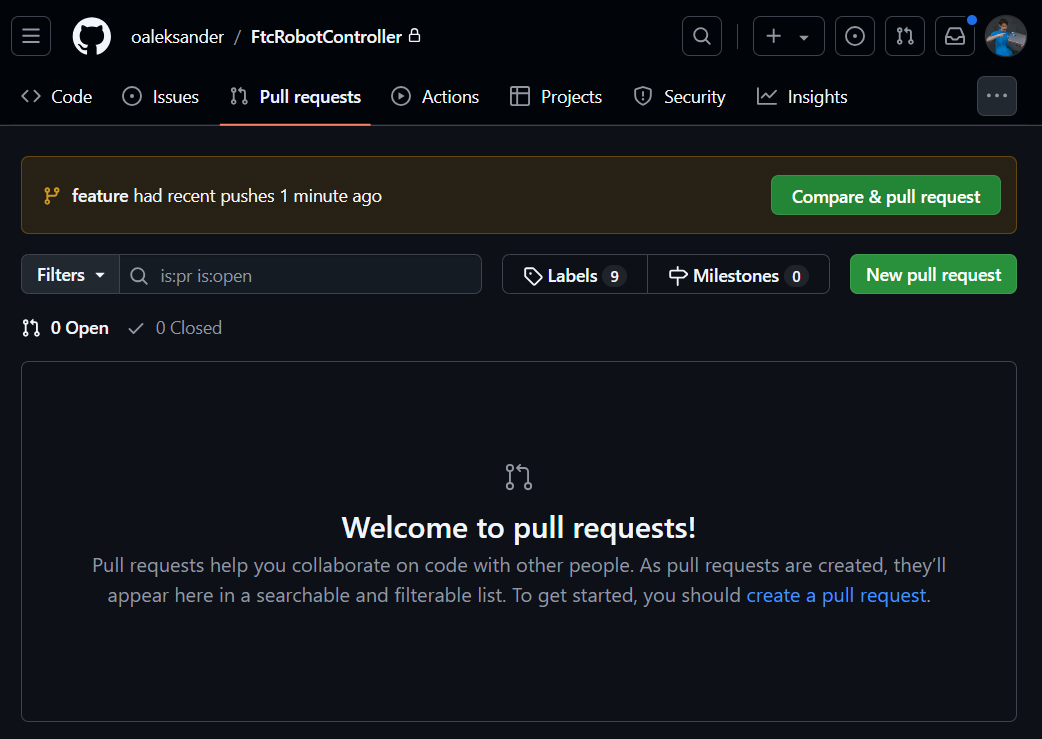 oaleksander / FtcRobotController
Code Issues Pull requests Actions Projects Security Insights
feature had recent pushes 1 minute ago Compare & pull request
Filters is:pr is:open Labels 9 Milestones 0 New pull request
0 Open 0 Closed
Welcome to pull requests!
Pull requests help you collaborate on code with other people. As pull requests are created, they’ll
appear here in a searchable and filterable list. To get started, you should create a pull request.